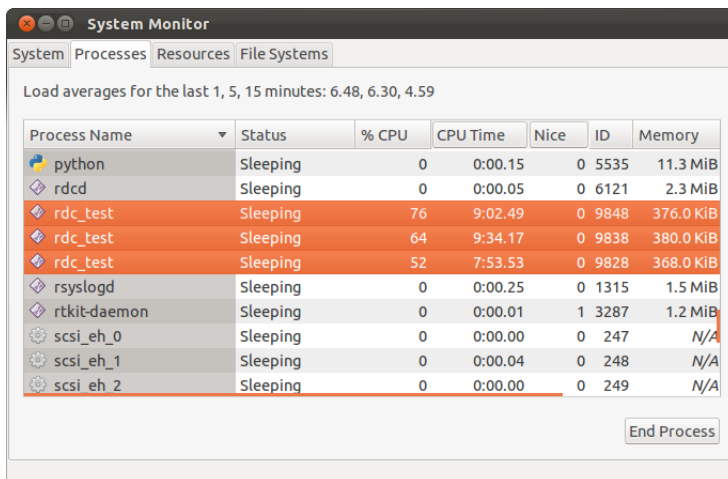 System Monitor
System Processes Resources File Systems
Load averages for the last 1, 5, 15 minutes: 6.48, 6.30, 4.59
Process Name Status % CPU CPU Time Nice ID Memory
python Sleeping 0 0:00.15 0 5535 11.3 MiB
rdcd Sleeping 0 0:00.05 0 6121 2.3 MiB
rdc_test Sleeping 76 9:02.49 0 9848 376.0 KiB
rdc_test Sleeping 64 9:34.17 0 9838 380.0 KiB
rdc_test Sleeping 52 7:53.53 0 9828 368.0 KiB
rsyslogd Sleeping 0 0:00.25 0 1315 1.5 MiB
rtkit-daemon Sleeping 0 0:00.01 1 3287 1.2 MiB
scsi_eh_0 Sleeping 0 0:00.00 0 247 N/A
scsi_eh_1 Sleeping 0 0:00.04 0 248 N/A
scsi_eh_2 Sleeping 0 0:00.00 0 249 N/A
End Process